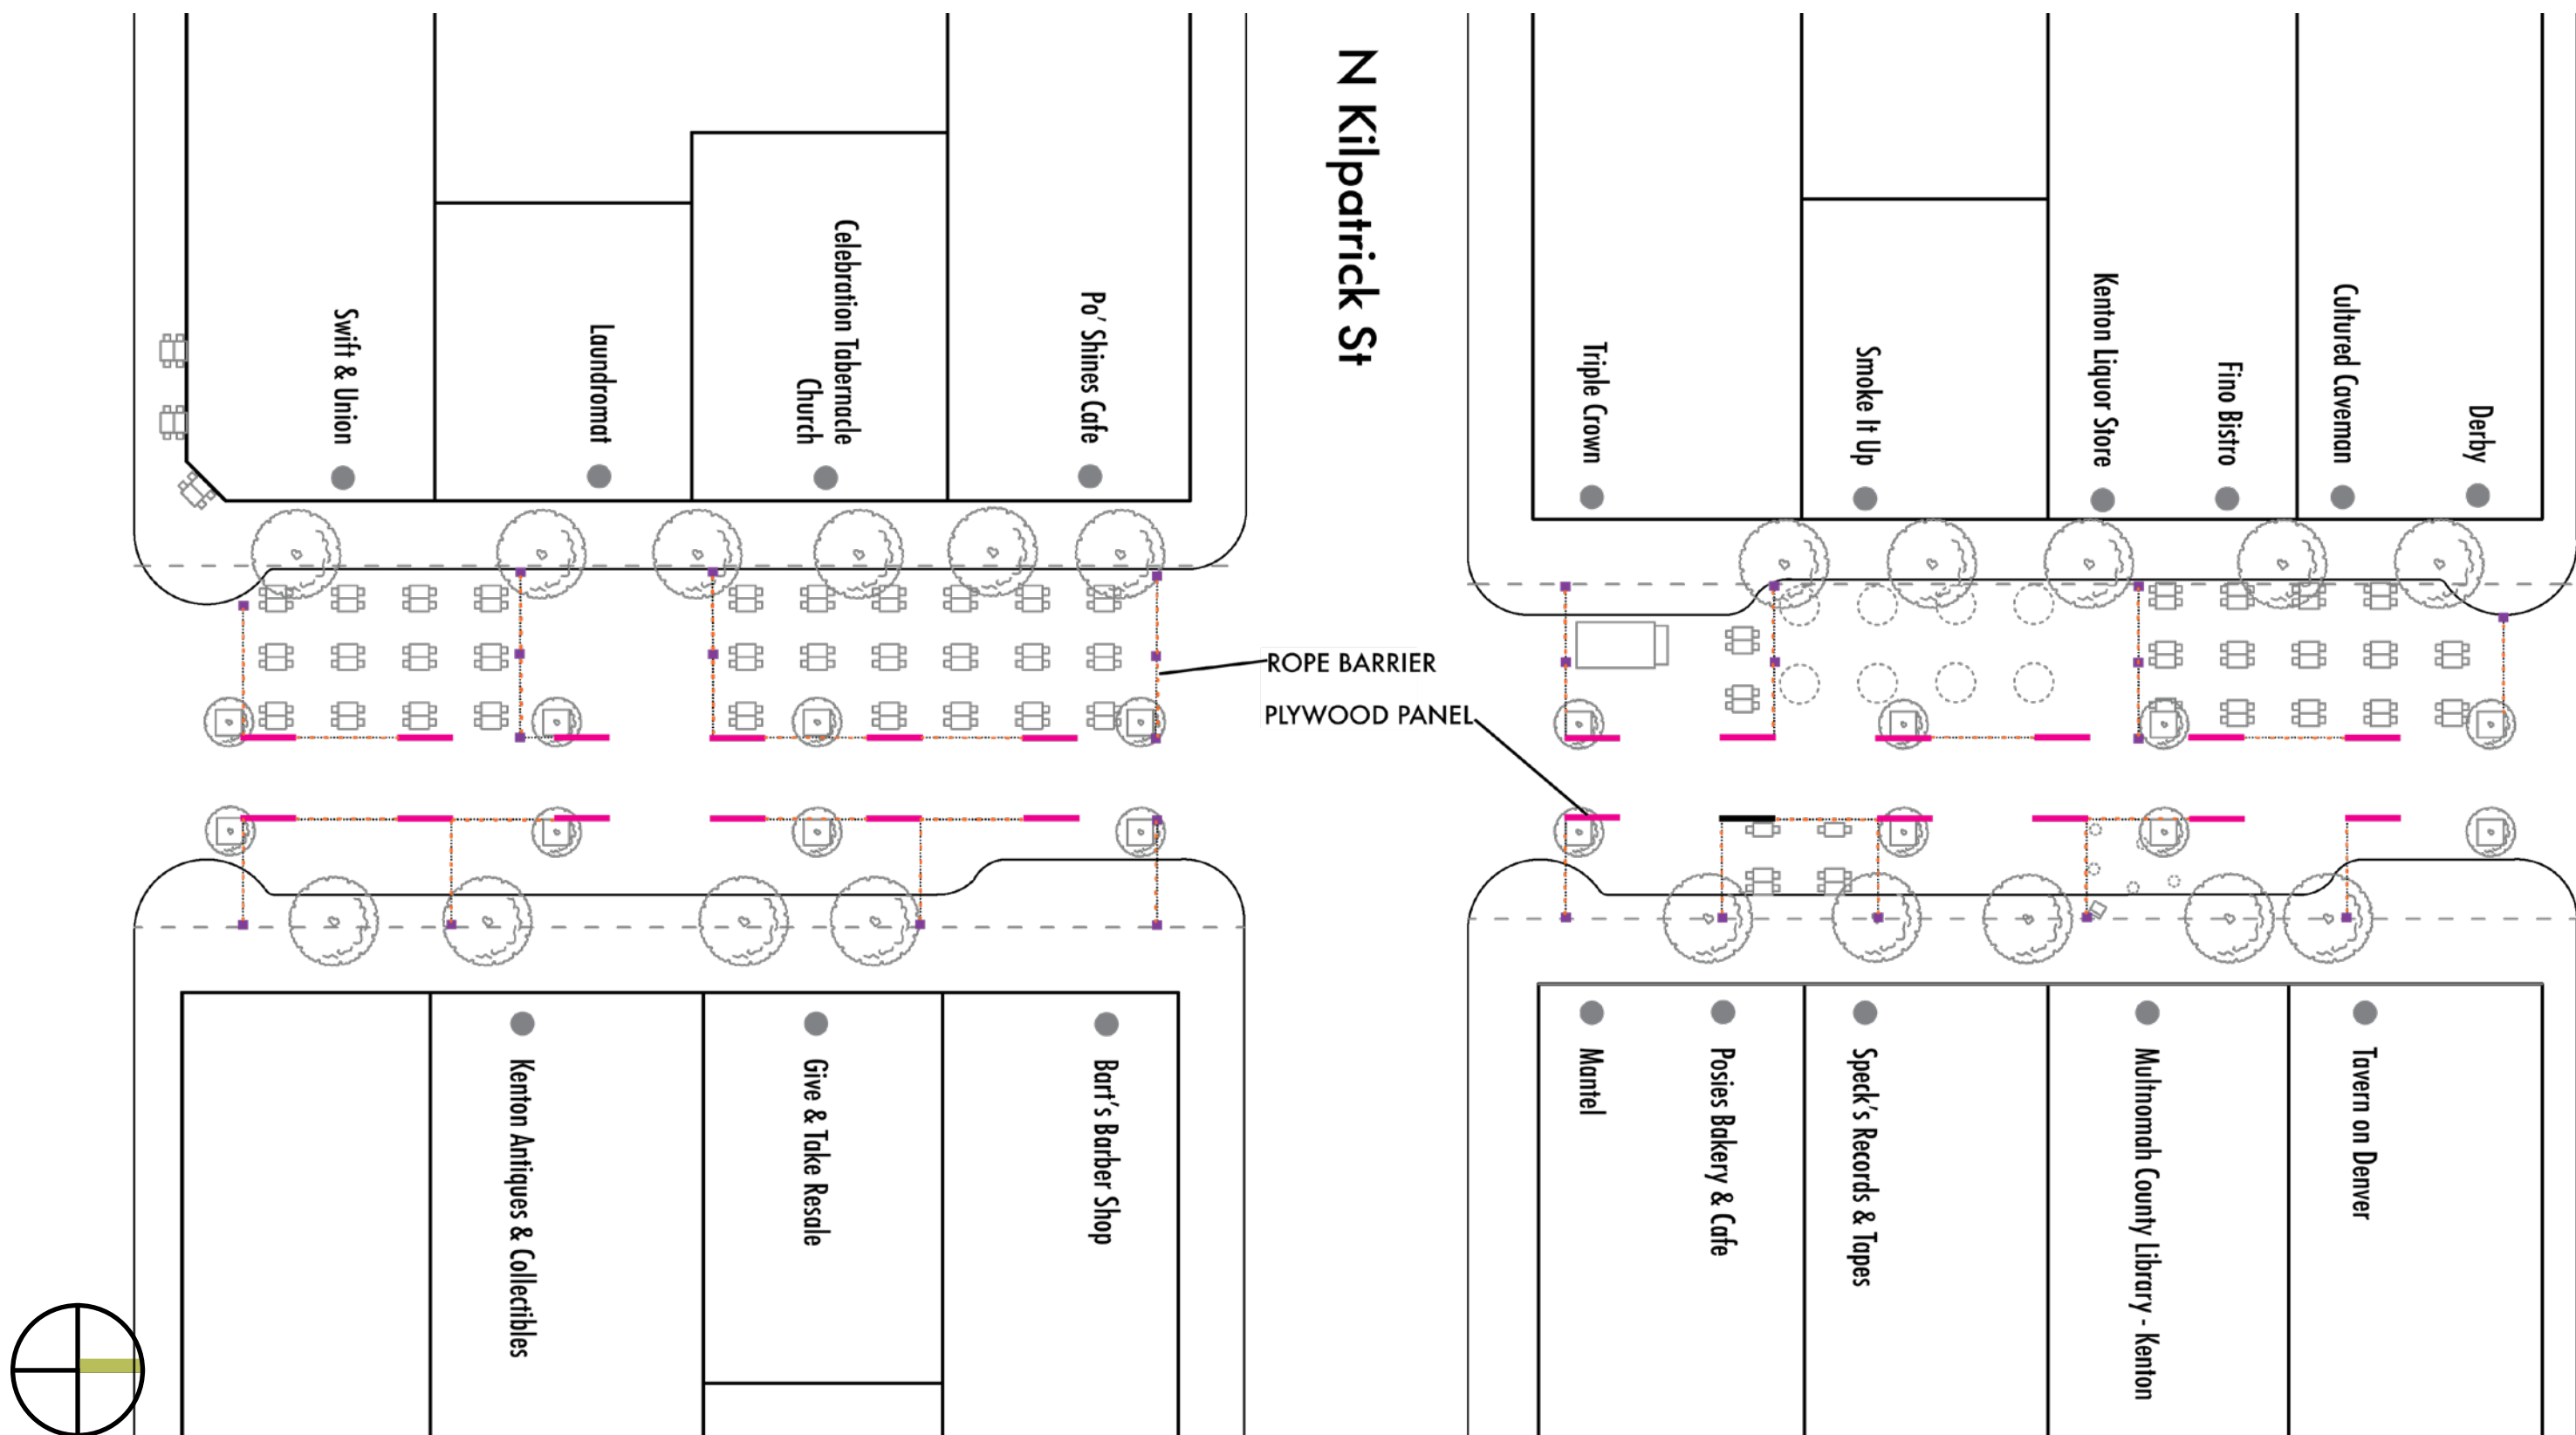 Swift & Union
Laundromat
Celebration Tabernacle
Church
Po' Shines Cafe
N Kilpatrick St
Triple Crown
Smoke It Up
Kenton Liquor Store
Fino Bistro
Cultured Caveman
Derby
ROPE BARRIER
PLYWOOD PANEL
Kenton Antiques & Collectibles
Give & Take Resale
Bart's Barber Shop
Mantel
Posies Bakery & Cafe
Speck's Records & Tapes
Multnomah County Library - Kenton
Tavern on Denver